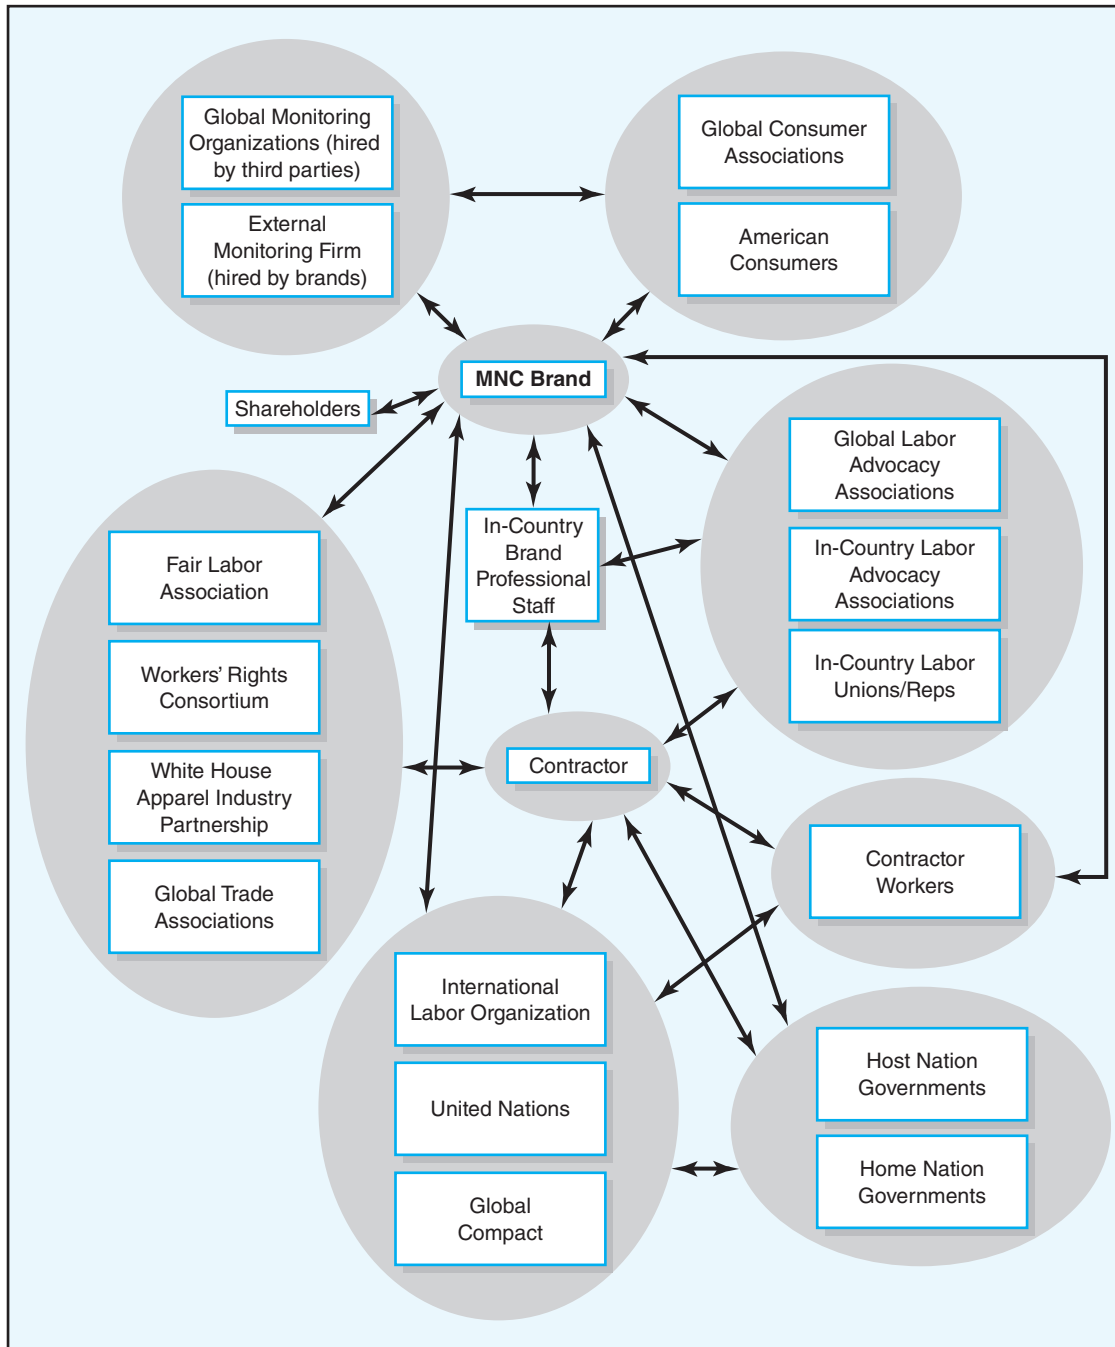 Global Monitoring
Organizations (hired
by third parties)
External
Monitoring Firm
(hired by brands)
Global Consumer
Associations
American
Consumers
MNC Brand
Shareholders
Global Labor
Advocacy
Associations
In-Country Labor
Advocacy
Associations
In-Country Labor
Unions/Reps
In-Country
Brand
Professional
Staff
Fair Labor
Association
Workers’ Rights
Consortium
White House
Apparel Industry
Partnership
Global Trade
Associations
Contractor
Contractor
Workers
International
Labor Organization
United Nations
Global
Compact
Host Nation
Governments
Home Nation
Governments